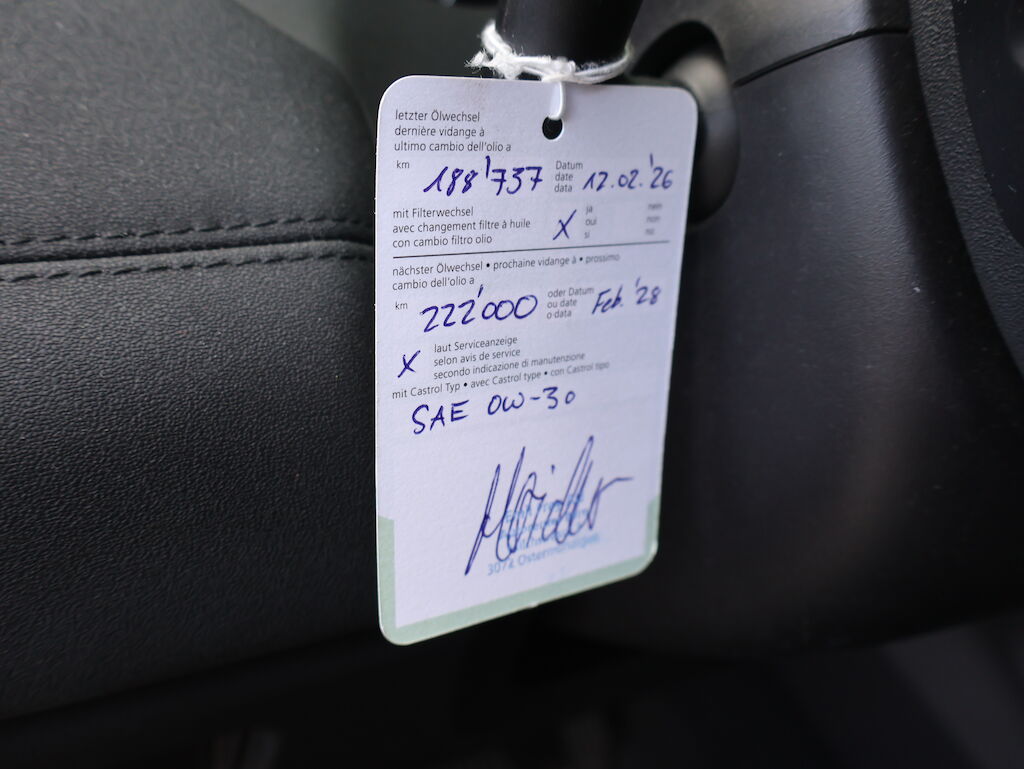 letzter Ölwechsel
dernière vidange à
ultimo cambio dell'olio a
km 188'737 Datum date data 12.02.'26
mit Filterwechsel
avec changement filtre à huile
con cambio filtro olio
X ja oui si nein non no
nächster Ölwechsel • prochaine vidange à • prossimo
cambio dell'olio a
km 222'000 oder Datum ou date o data Feb. '28
X laut Serviceanzeige
selon avis de service
secondo indicazione di manutenzione
mit Castrol Typ • avec Castrol type • con Castrol tipo
SAE 0W-30
3072 Ostermundigen